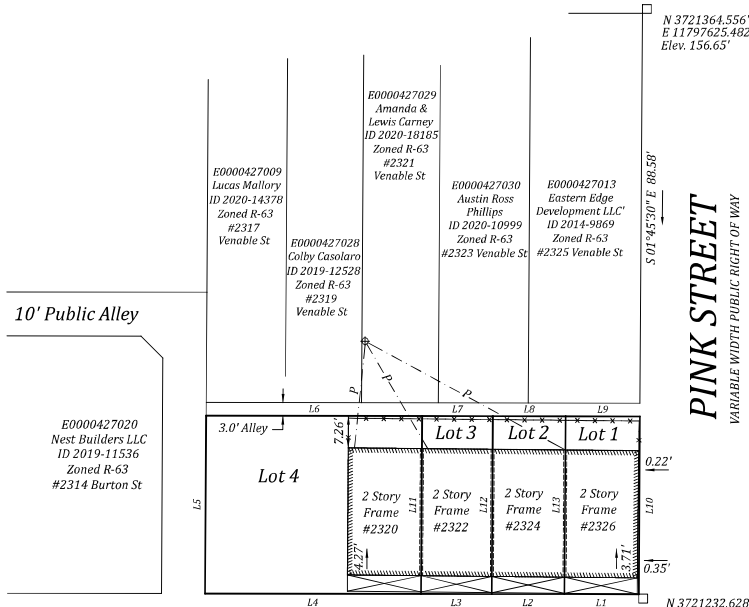 N 3721364.556'
E 11797625.482
Elev. 156.65'
E0000427029
Amanda &
Lewis Carney
ID 2020-18185
Zoned R-63
#2321
Venable St
E0000427009
Lucas Mallory
ID 2020-14378
Zoned R-63
#2317
Venable St
E0000427030
Austin Ross
Phillips
ID 2020-10999
Zoned R-63
#2323 Venable St
E0000427013
Eastern Edge
Development LLC'
ID 2014-9869
Zoned R-63
#2325 Venable St
S 01°45'30" E 88.58'
PINK STREET
VARIABLE WIDTH PUBLIC RIGHT OF WAY
E0000427028
Colby Casolaro
ID 2019-12528
Zoned R-63
#2319
Venable St
10' Public Alley
P
P
P
L6
L7
L8
L9
3.0' Alley
7.26'
Lot 3
Lot 2
Lot 1
E0000427020
Nest Builders LLC
ID 2019-11536
Zoned R-63
#2314 Burton St
Lot 4
0.22'
L5
2 Story
Frame
#2320
L11
2 Story
Frame
#2322
L12
2 Story
Frame
#2324
L13
2 Story
Frame
#2326
L10
4.27'
3.71'
0.35'
L4
L3
L2
L1
N 3721232.628